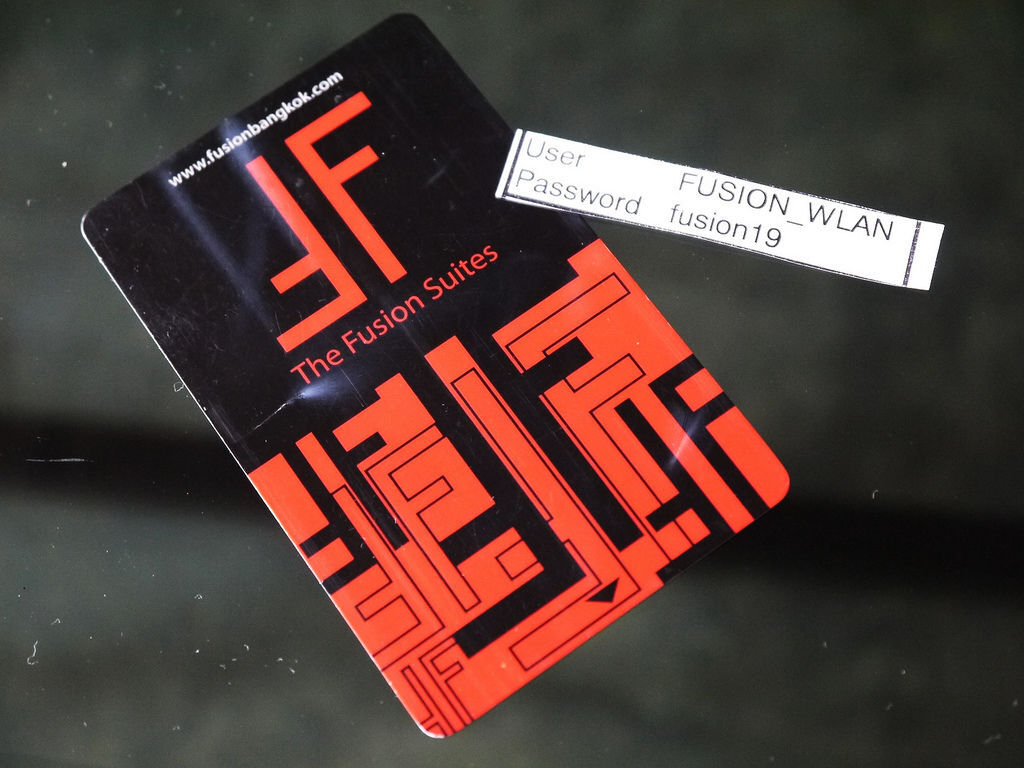 www.fusionbangkok.com
The Fusion Suites
User FUSION_WLAN
Password fusion19